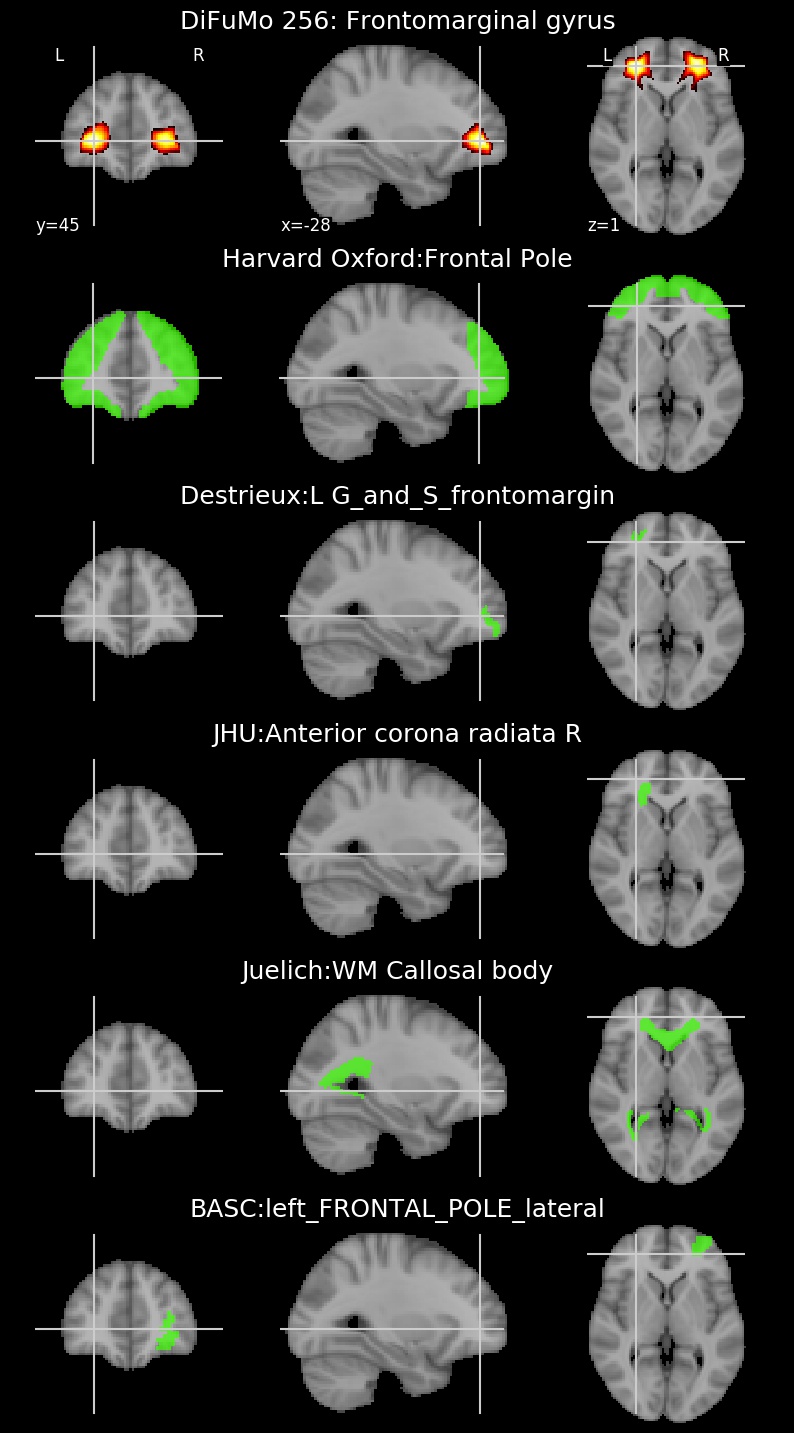 DiFuMo 256: Frontomarginal gyrus
L R L R
y=45 x=-28 z=1
Harvard Oxford:Frontal Pole
Destrieux:L G_and_S_frontomargin
JHU:Anterior corona radiata R
Juelich:WM Callosal body
BASC:left_FRONTAL_POLE_lateral